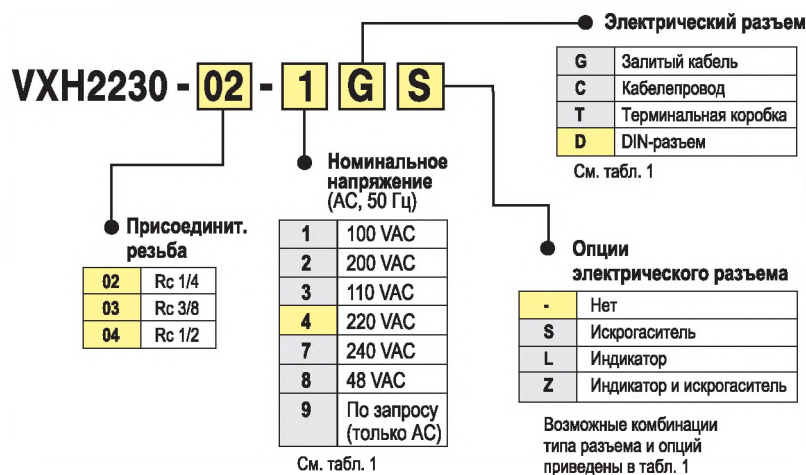 Электрический разъем
VXH2230 - 02 - 1 G S
G Залитый кабель
C Кабелепровод
T Терминальная коробка
D DIN-разъем
См. табл. 1
Номинальное
напряжение
(AC, 50 Гц)
1 100 VAC
2 200 VAC
3 110 VAC
4 220 VAC
7 240 VAC
8 48 VAC
9 По запросу
(только AC)
См. табл. 1
Присоединит.
резьба
02 Rc 1/4
03 Rc 3/8
04 Rc 1/2
Опции
электрического разъема
- Нет
S Искрогаситель
L Индикатор
Z Индикатор и искрогаситель
Возможные комбинации
типа разъема и опций
приведены в табл. 1